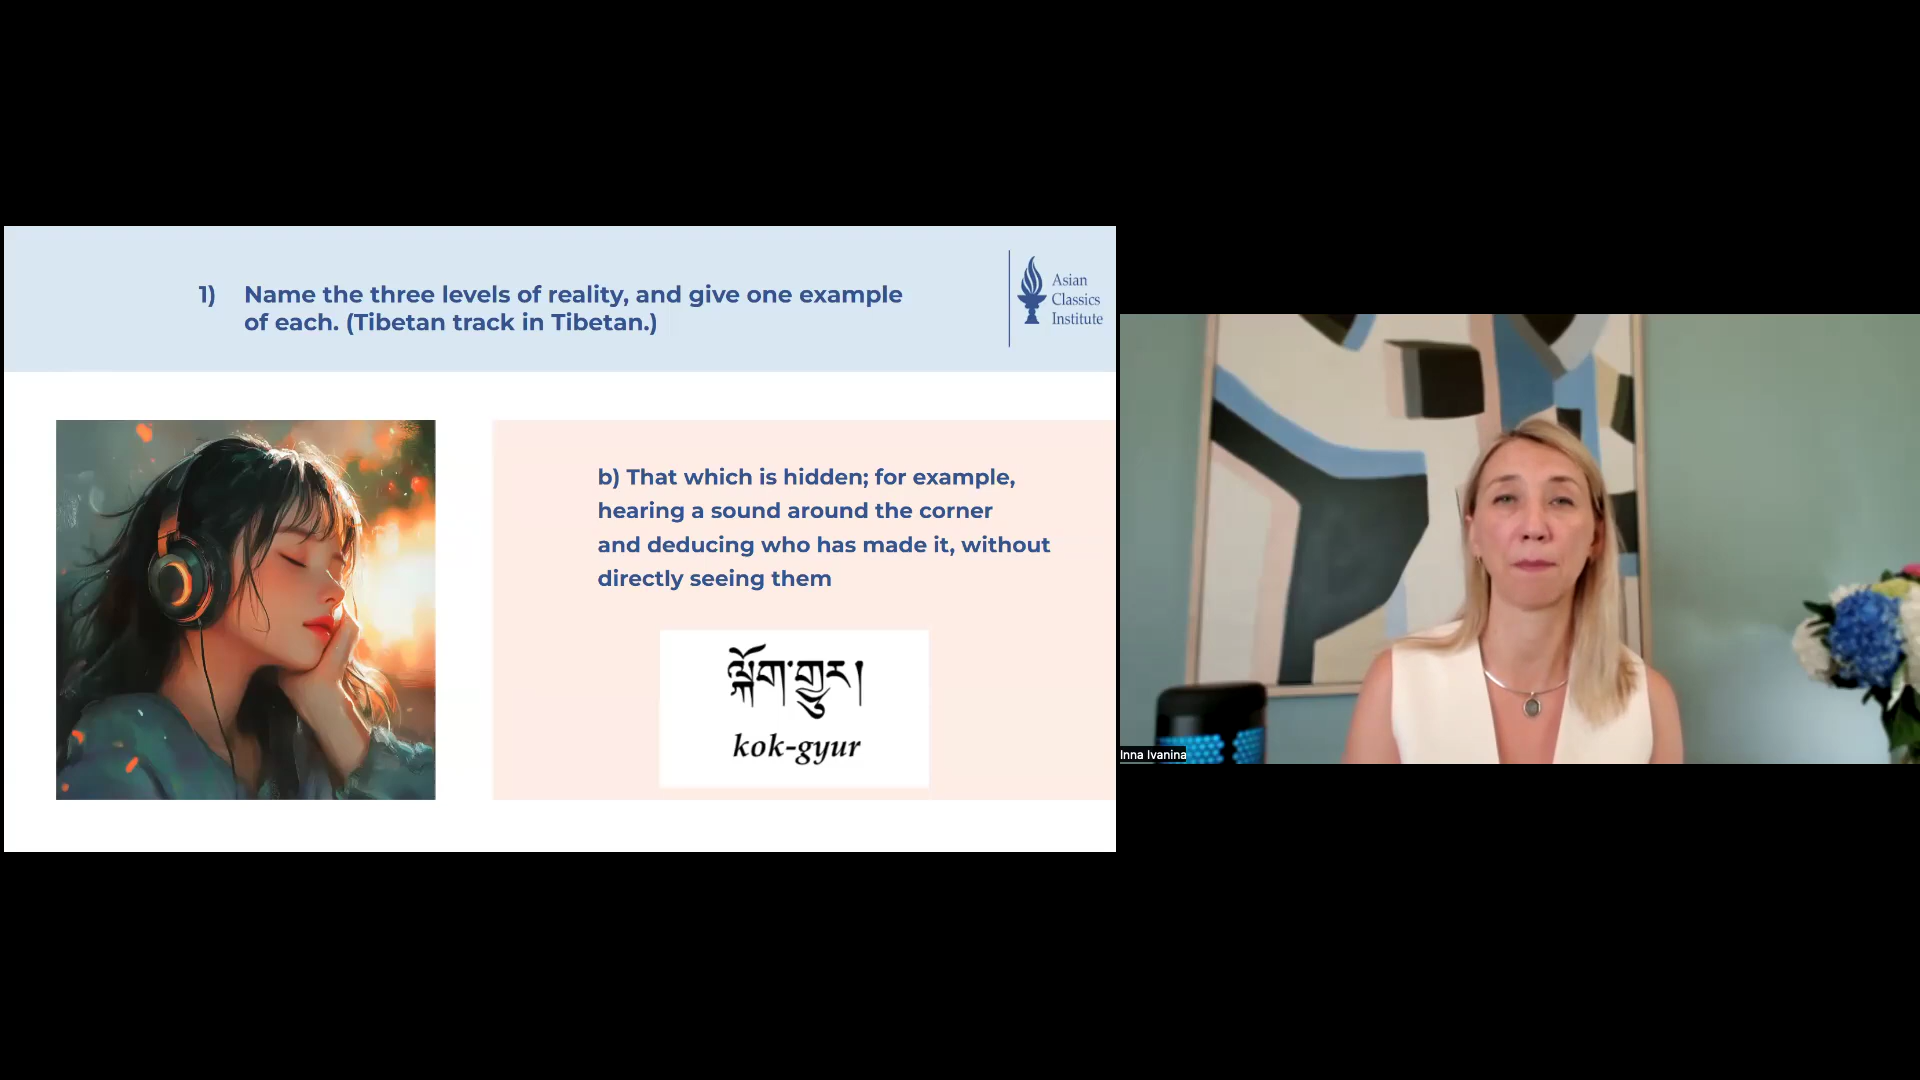 1) Name the three levels of reality, and give one example
of each. (Tibetan track in Tibetan.)
Asian
Classics
Institute
b) That which is hidden; for example,
hearing a sound around the corner
and deducing who has made it, without
directly seeing them
ལྐོག་གྱུར།
kok-gyur
Inna Ivanina